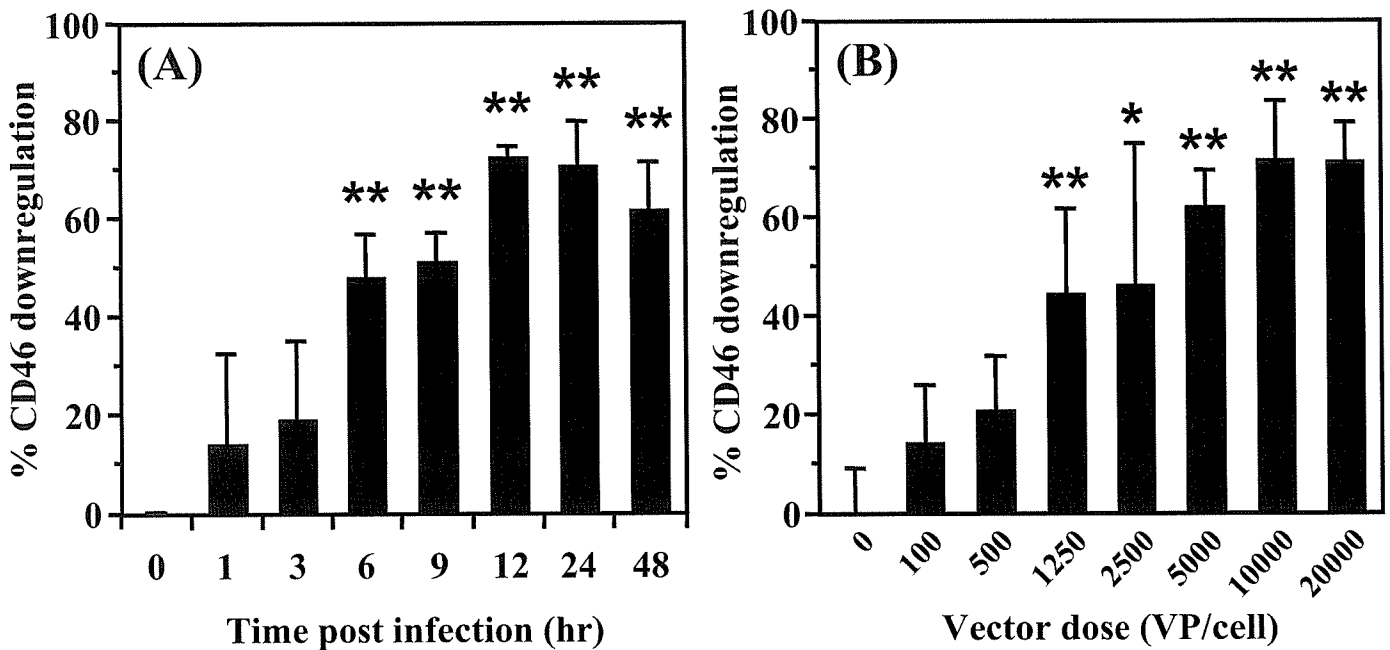 (A)
% CD46 downregulation
100
80
60
40
20
0
** ** ** ** **
0 1 3 6 9 12 24 48
Time post infection (hr)
(B)
% CD46 downregulation
100
80
60
40
20
0
** * ** ** **
0 100 500 1250 2500 5000 10000 20000
Vector dose (VP/cell)